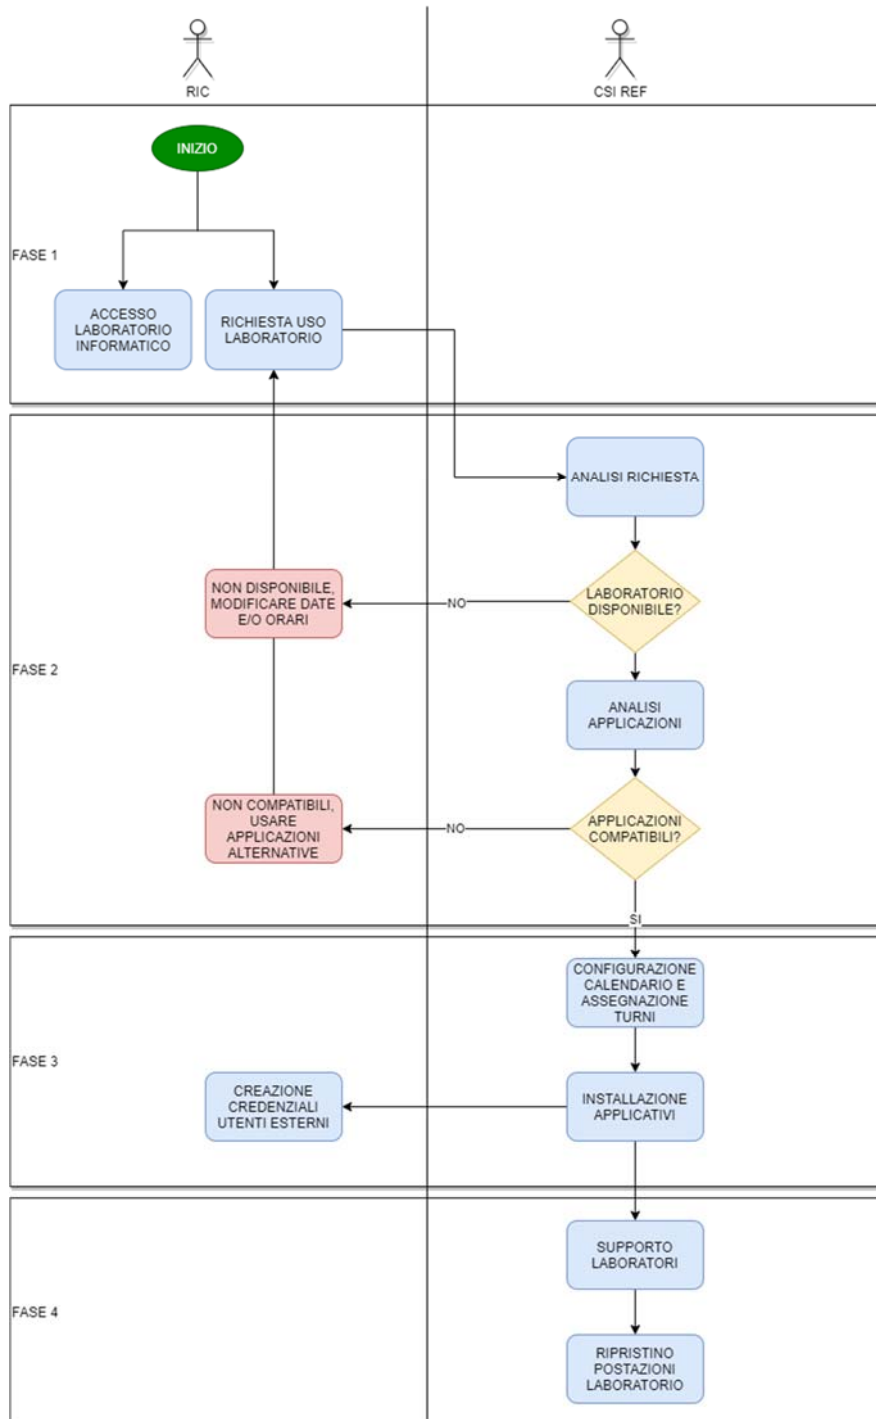 RIC
CSI REF
INIZIO
FASE 1
ACCESSO
LABORATORIO
INFORMATICO
RICHIESTA USO
LABORATORIO
ANALISI RICHIESTA
LABORATORIO
DISPONIBILE?
NO
NON DISPONIBILE,
MODIFICARE DATE
E/O ORARI
FASE 2
ANALISI
APPLICAZIONI
APPLICAZIONI
COMPATIBILI?
NO
NON COMPATIBILI,
USARE
APPLICAZIONI
ALTERNATIVE
SI
CONFIGURAZIONE
CALENDARIO E
ASSEGNAZIONE
TURNI
FASE 3
INSTALLAZIONE
APPLICATIVI
CREAZIONE
CREDENZIALI
UTENTI ESTERNI
SUPPORTO
LABORATORI
FASE 4
RIPRISTINO
POSTAZIONI
LABORATORIO